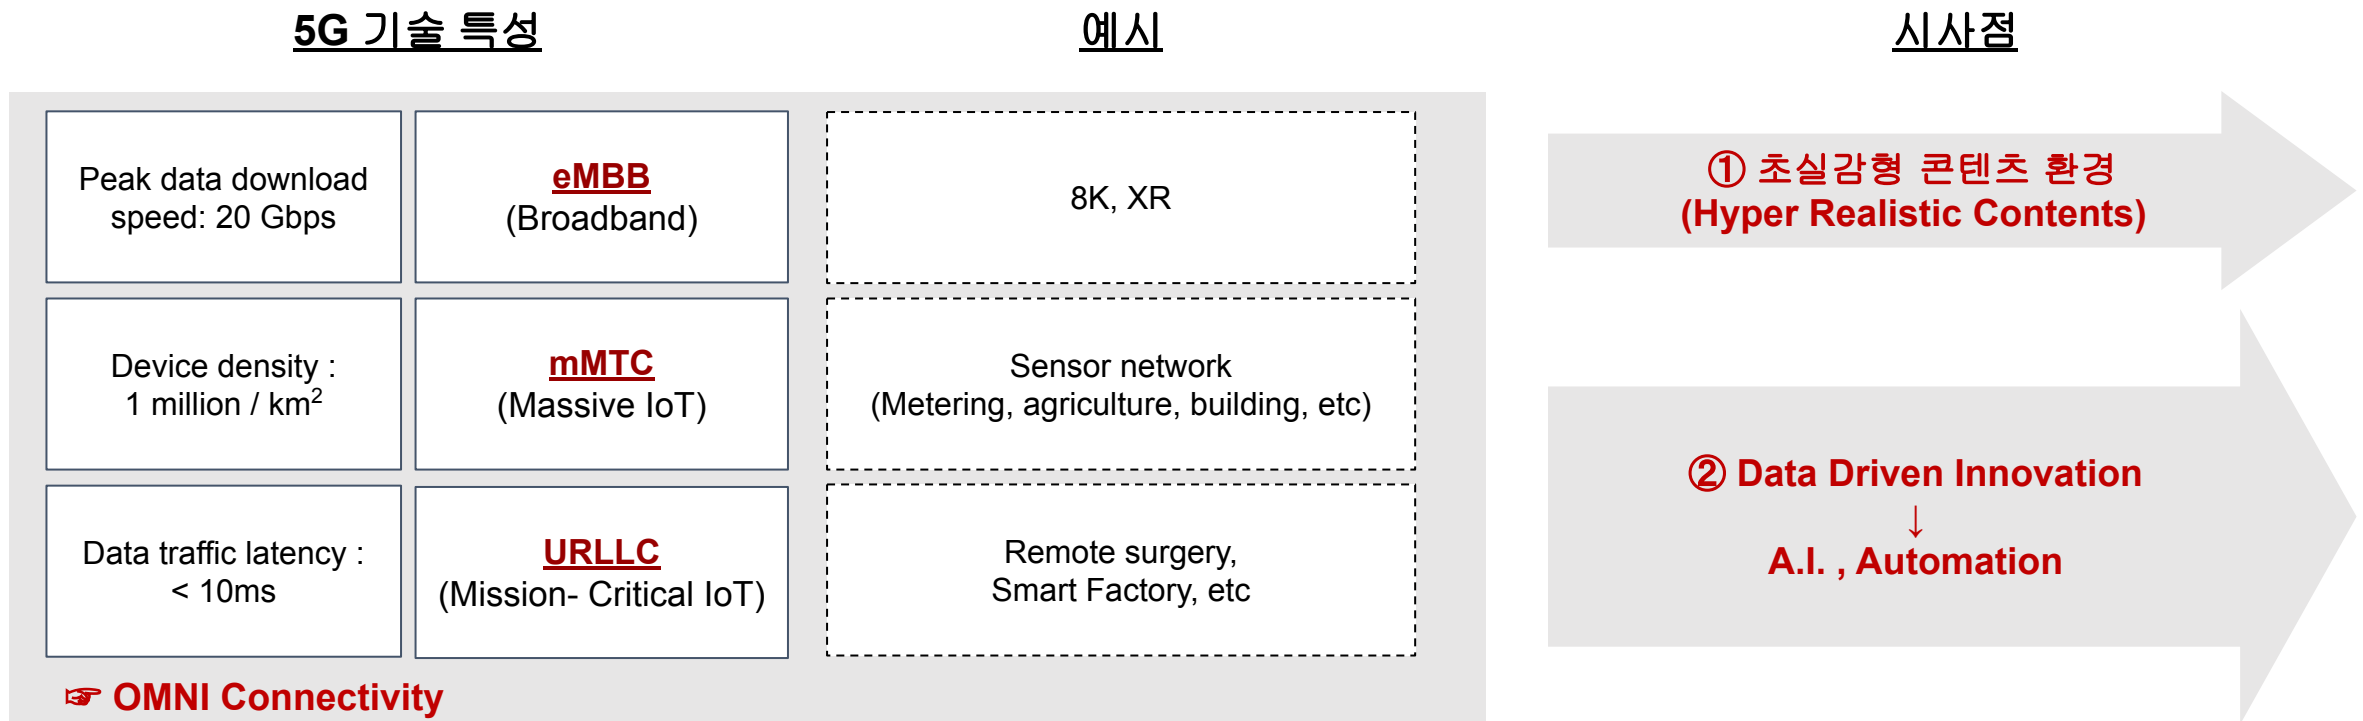 5G 기술 특성
예시
시사점
Peak data download
speed: 20 Gbps
eMBB
(Broadband)
8K, XR
① 초실감형 콘텐츠 환경
(Hyper Realistic Contents)
Device density :
1 million / km²
mMTC
(Massive IoT)
Sensor network
(Metering, agriculture, building, etc)
② Data Driven Innovation
↓
A.I. , Automation
Data traffic latency :
< 10ms
URLLC
(Mission- Critical IoT)
Remote surgery,
Smart Factory, etc
☞ OMNI Connectivity